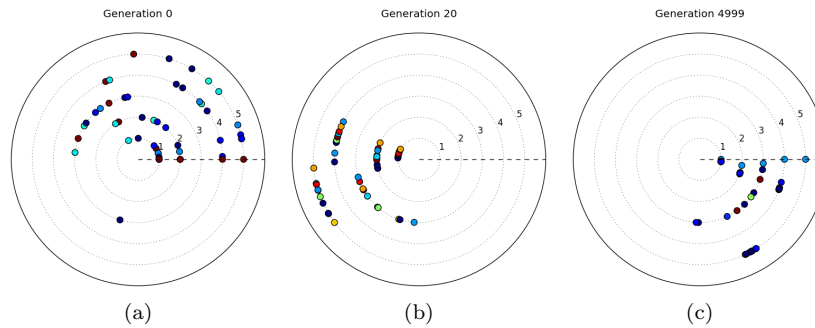 Generation 0
Generation 20
Generation 4999
1 2 3 4 5
1 2 3 4 5
1 2 3 4 5
(a)
(b)
(c)